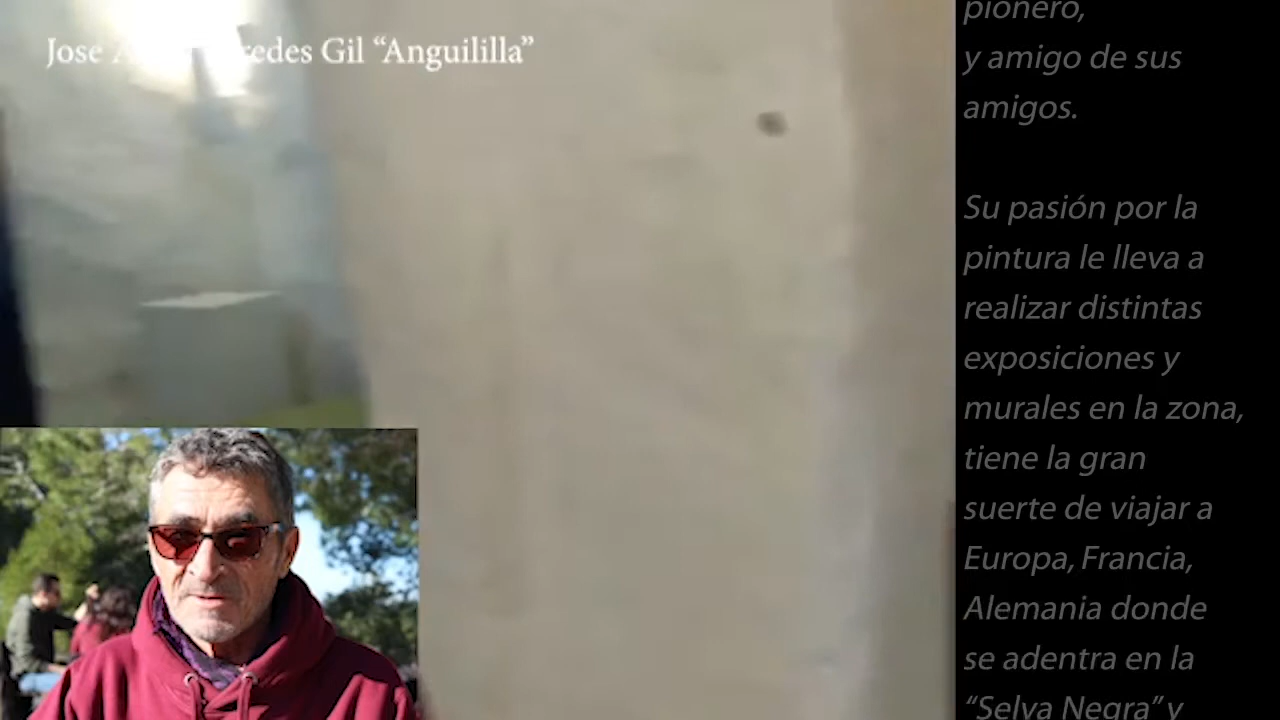 Jose Gil “Anguililla”
pionero,
y amigo de sus
amigos.
Su pasión por la
pintura le lleva a
realizar distintas
exposiciones y
murales en la zona,
tiene la gran
suerte de viajar a
Europa, Francia,
Alemania donde
se adentra en la
“Selva Negra” y